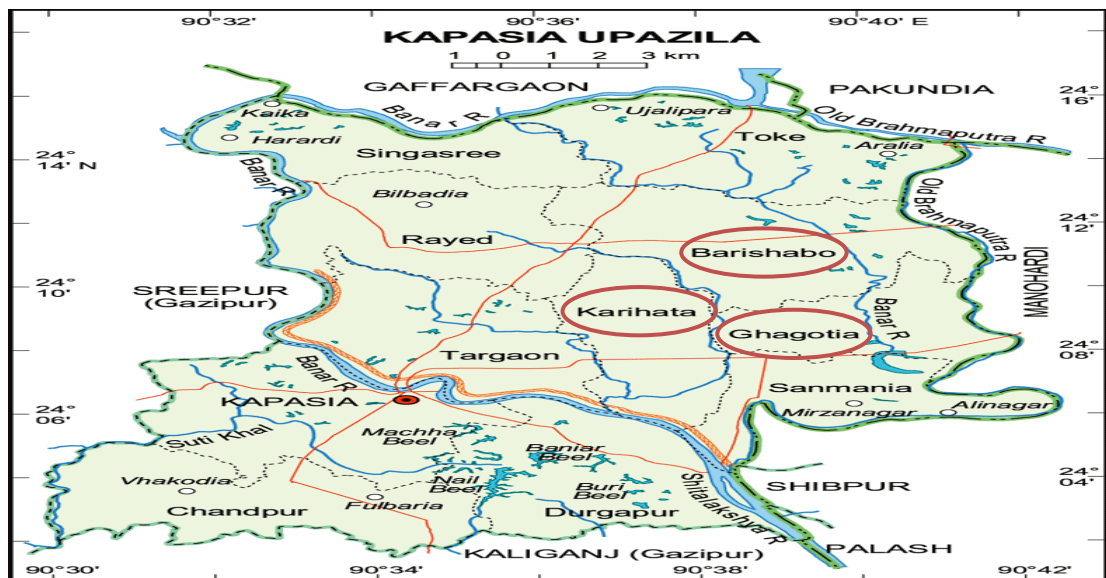 90°32'
90°36'
90°40' E
KAPASIA UPAZILA
1 0 1 2 3 km
GAFFARGAON
PAKUNDIA
24°
16'
Kaika
Banar R
Ujalipara
Old Brahmaputra R
Harardi
Toke
Aralia
24°
14' N
Singasree
Banar R
Bilbadia
Old
Brahmaputra R
24°
12'
Rayed
Barishabo
MANOHARDI
24°
10'
SREEPUR
(Gazipur)
Karihata
Ghagotia
Banar R
24°
08'
Targaon
Banar R
Sanmania
KAPASIA
Mirzanagar
Alinagar
24°
06'
Suti Khal
Machha
Beel
Baniar
Beel
24°
04'
Vhakodia
Nail
Beel
Buri
Beel
Shitalakshya R
SHIBPUR
Chandpur
Fulbaria
Durgapur
KALIGANJ (Gazipur)
PALASH
90°30'
90°34'
90°38'
90°42'